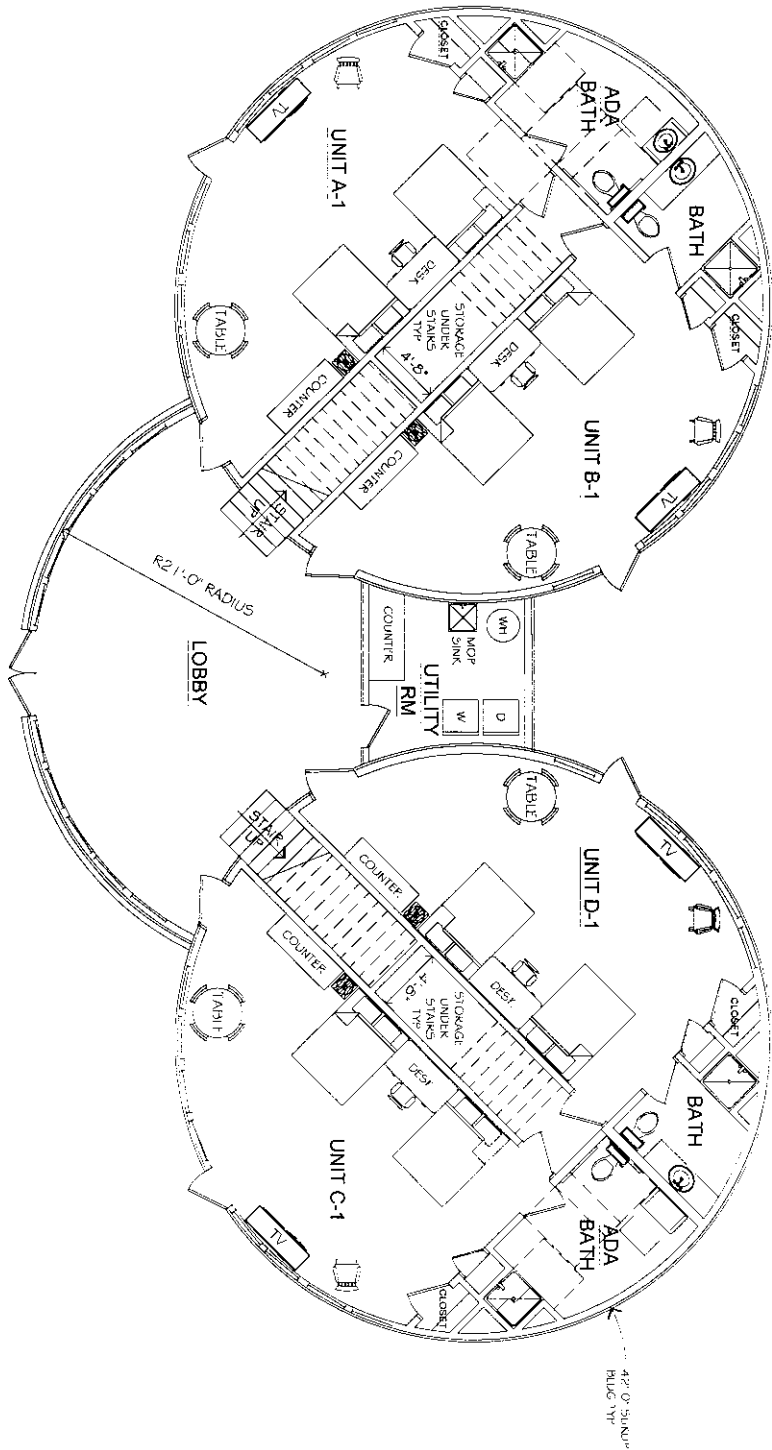 CLOSET
ADA
BATH
BATH
CLOSET
TV
UNIT A-1
DESK
STORAGE
UNDER
STAIRS
TYP
4'-8"
DESK
TABLE
COUNTER
COUNTER
UNIT B-1
TV
TABLE
STAIR
UP
R21'-0" RADIUS
LOBBY
COUNTER
MOP
SINK
WH
UTILITY
RM
W
D
TABLE
TV
UNIT D-1
STAIR
UP
COUNTER
COUNTER
DESK
STORAGE
UNDER
STAIRS
TYP
DESK
TABLE
UNIT C-1
TV
CLOSET
BATH
ADA
BATH
CLOSET
BLDG TYP